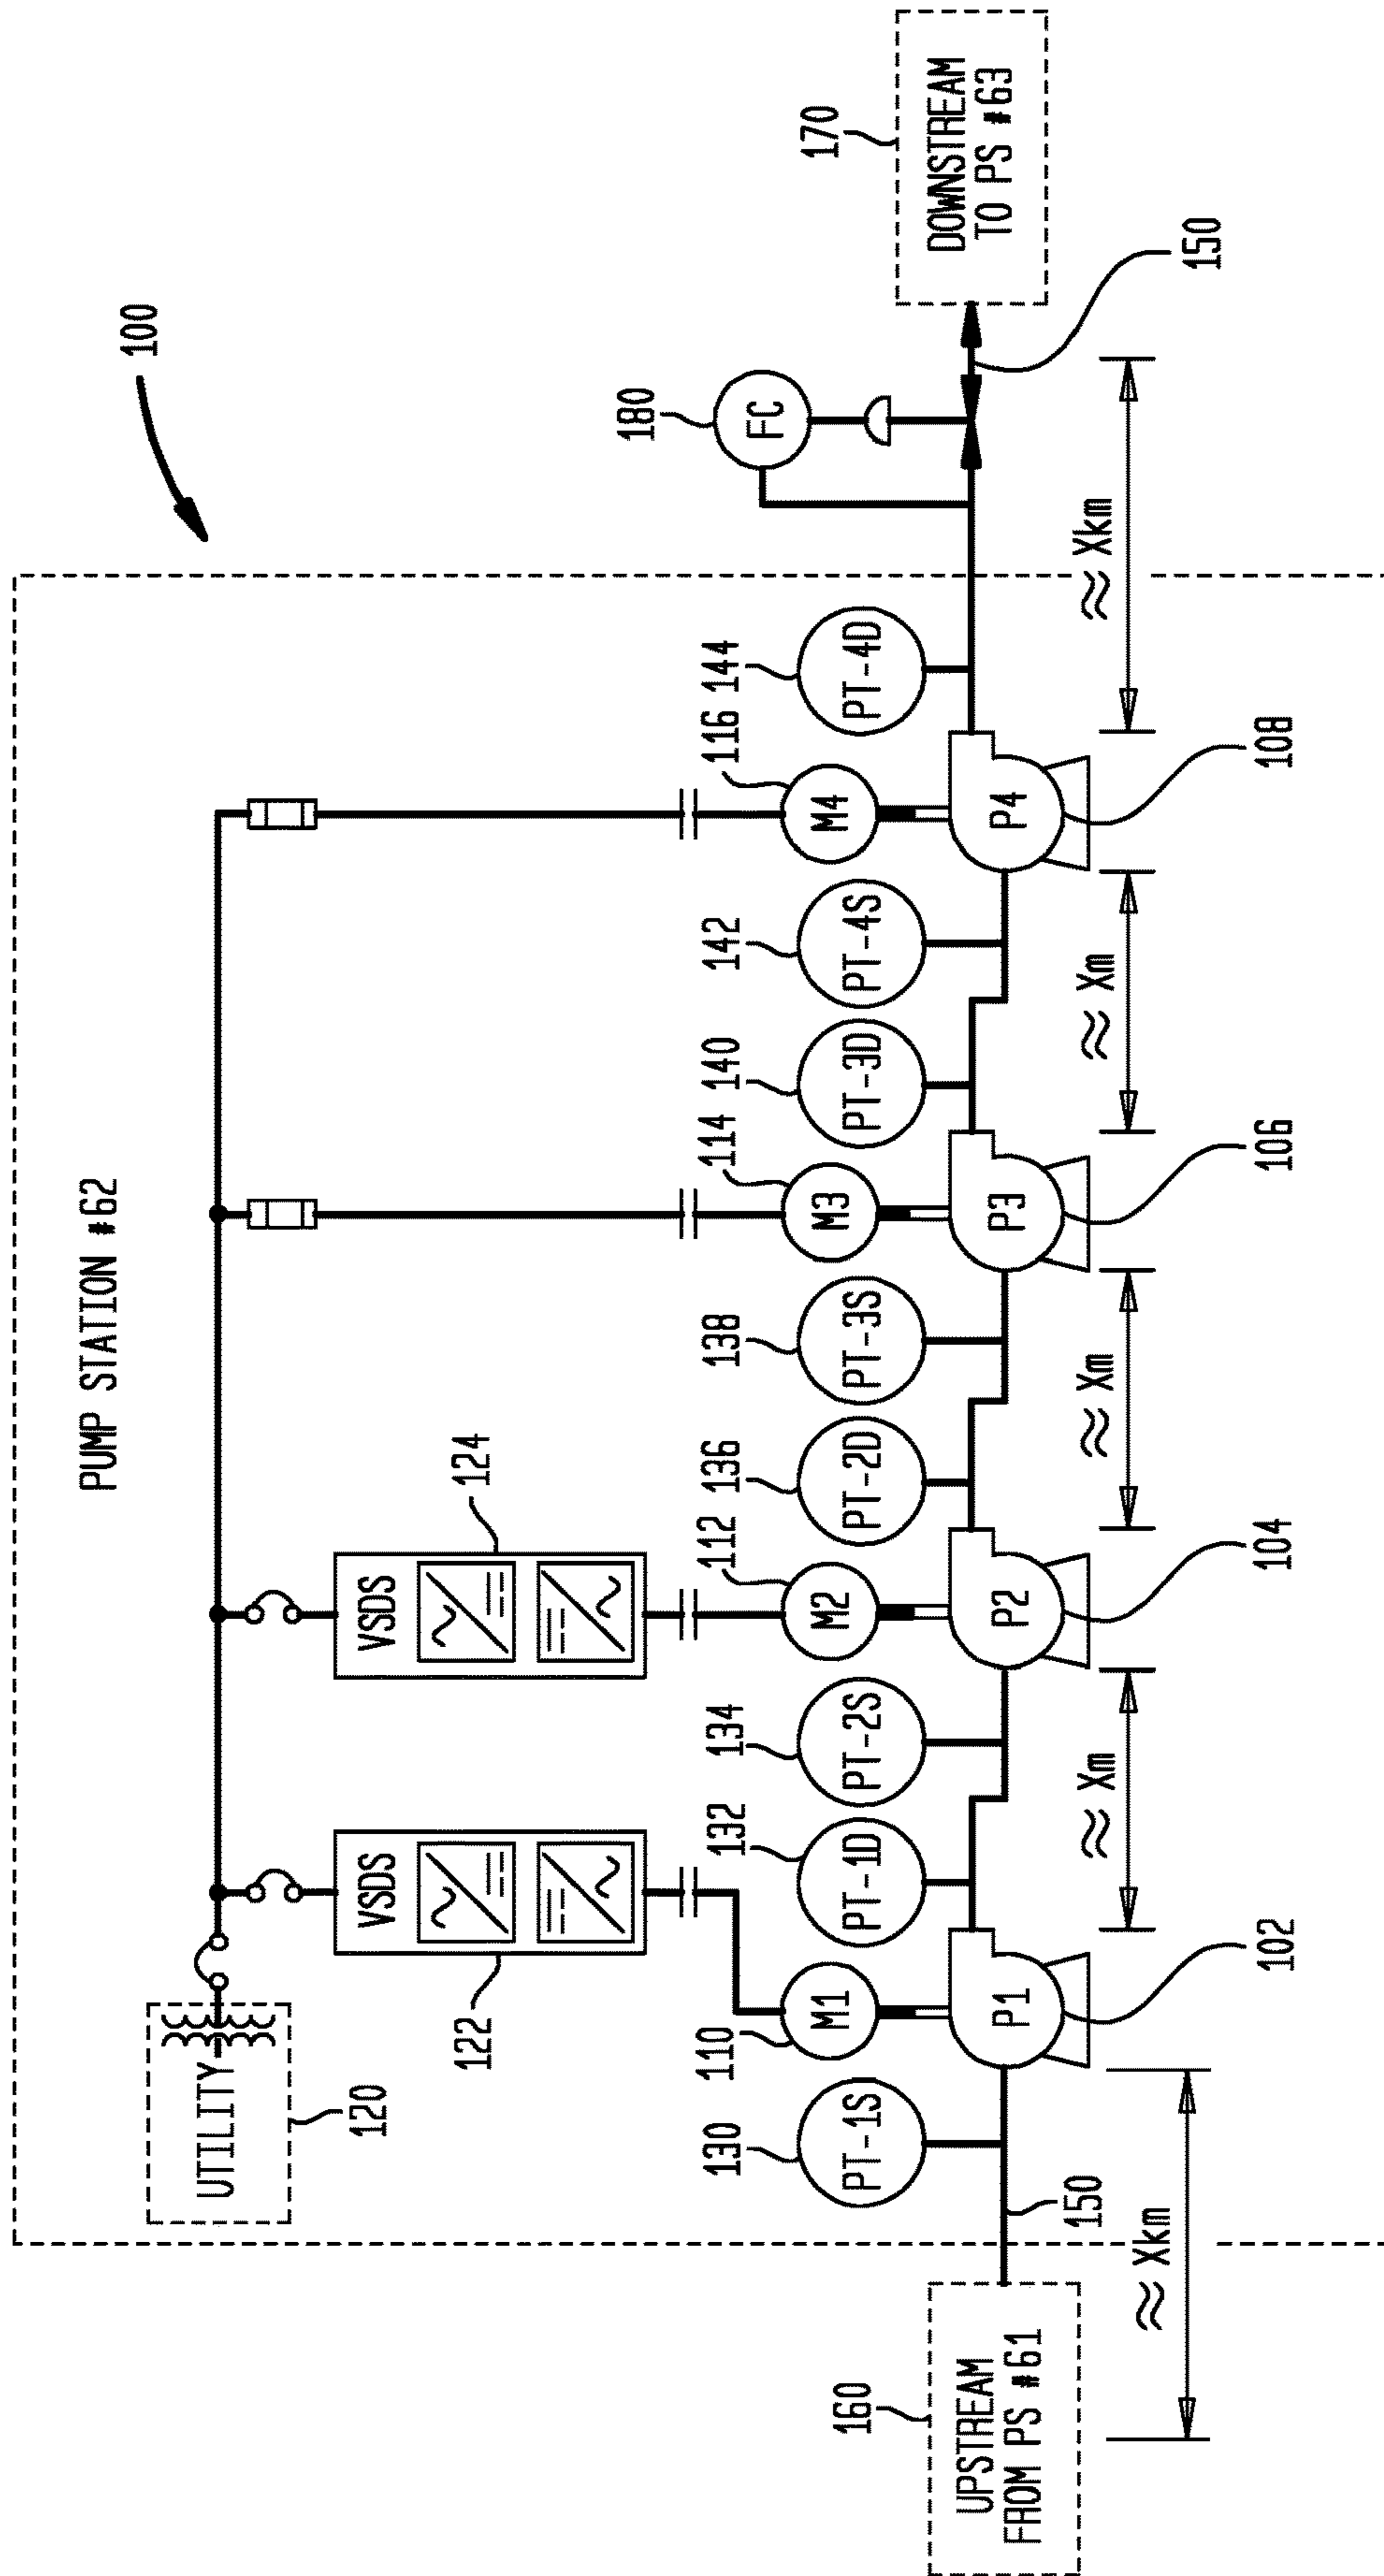 100
PUMP STATION #62
UTILITY
120
VSDS
122
VSDS
124
110
M1
112
M2
114
M3
116
M4
130
PT-1S
132
PT-1D
134
PT-2S
136
PT-2D
138
PT-3S
140
PT-3D
142
PT-4S
144
PT-4D
180
FC
170
DOWNSTREAM
TO PS #63
160
UPSTREAM
FROM PS #61
150
150
P1
P2
P3
P4
≈ Xkm
≈ Xm
≈ Xm
≈ Xm
≈ Xkm
102
104
106
108